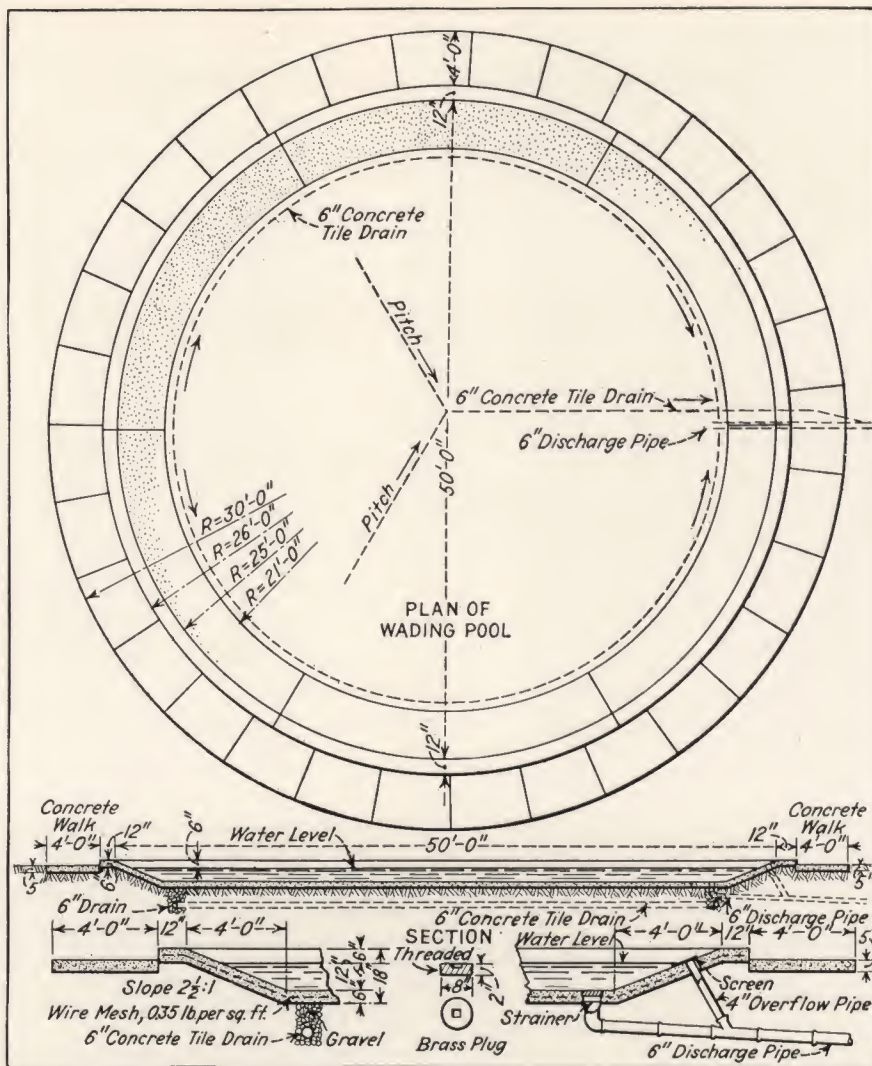 4'-0"
12"
6" Concrete
Tile Drain
Pitch
6" Concrete Tile Drain
6" Discharge Pipe
50'-0"
Pitch
R=30'-0"
R=26'-0"
R=25'-0"
R=21'-0"
PLAN OF
WADING POOL
12"
Concrete
Walk
4'-0"
12"
6"
Water Level
50'-0"
12"
Concrete
Walk
4'-0"
5"
6"
5"
6" Drain
6" Concrete Tile Drain
6" Discharge Pipe
4'-0"
12"
4'-0"
SECTION
Threaded
Water Level
4'-0"
12"
4'-0"
5"
6"
12"
18"
6"
8"
2"
Slope 2½:1
Wire Mesh, 035 lb per sq. ft.
6" Concrete Tile Drain
Gravel
Brass Plug
Strainer
Screen
4" Overflow Pipe
6" Discharge Pipe